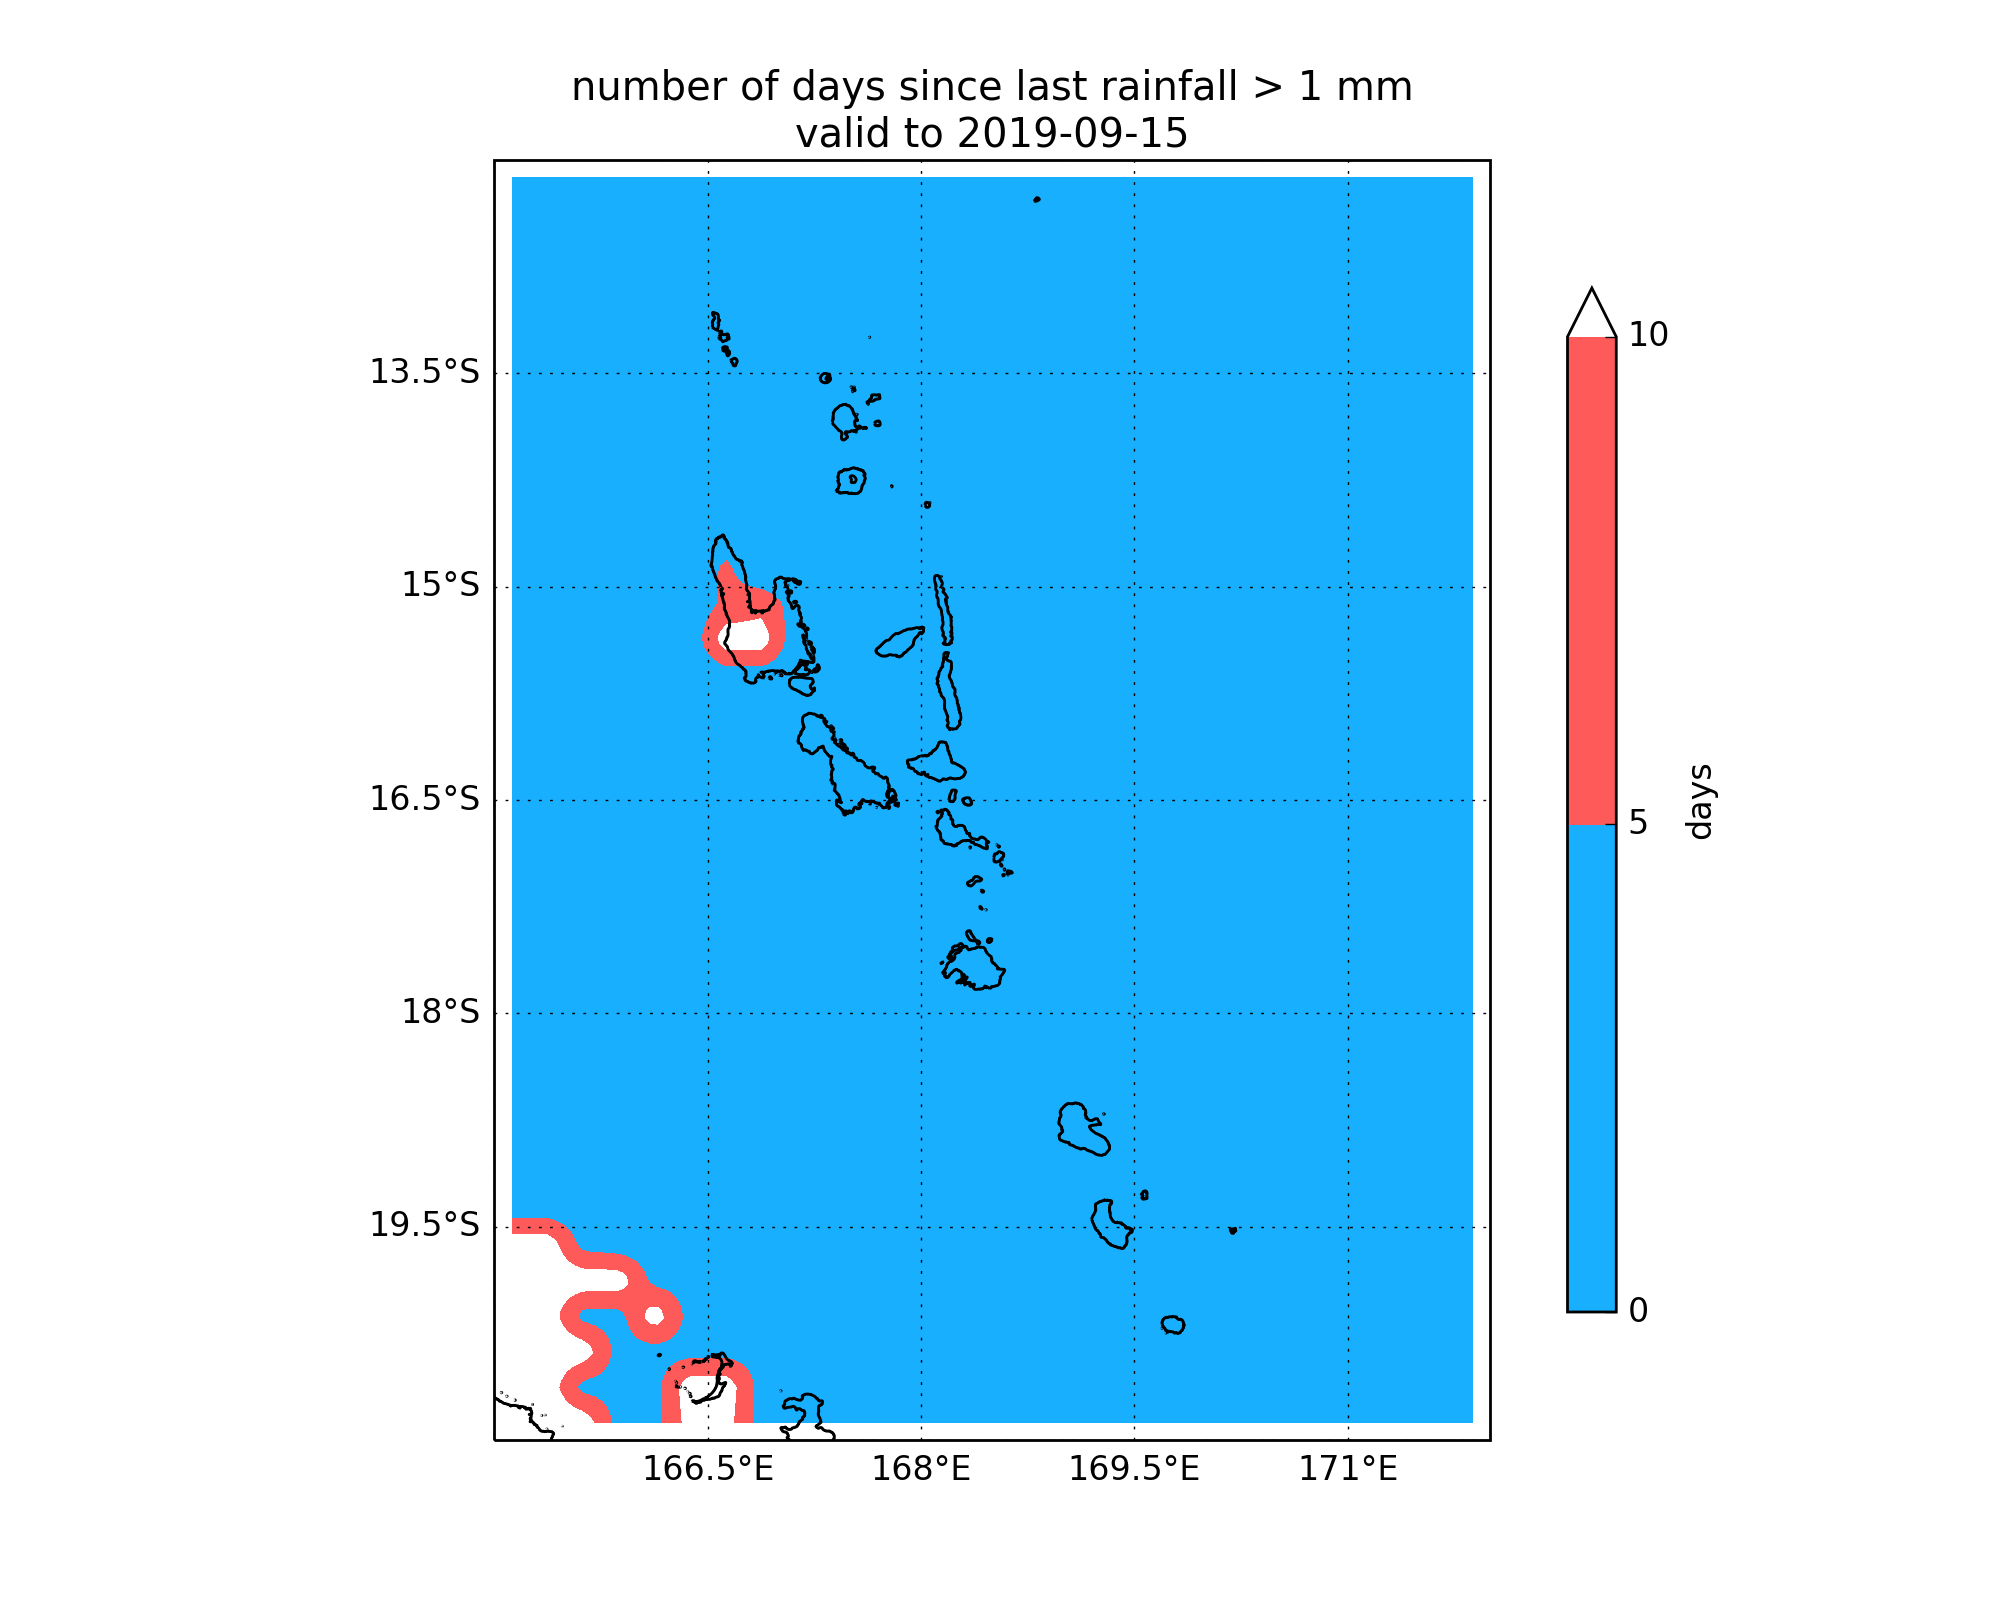 number of days since last rainfall > 1 mm
valid to 2019-09-15
13.5°S
15°S
16.5°S
18°S
19.5°S
166.5°E
168°E
169.5°E
171°E
10
5
0
days